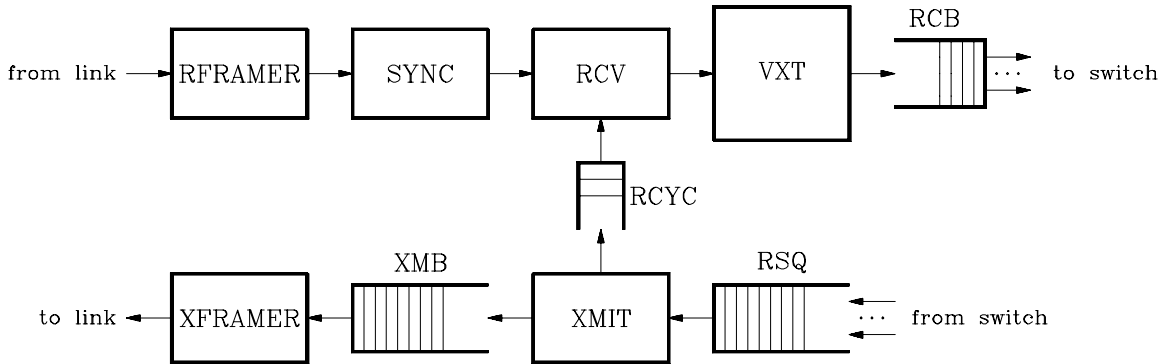 RCB
from link RFRAMER SYNC RCV VXT ... to switch
RCYC
XMB RSQ
to link XFRAMER XMIT ... from switch